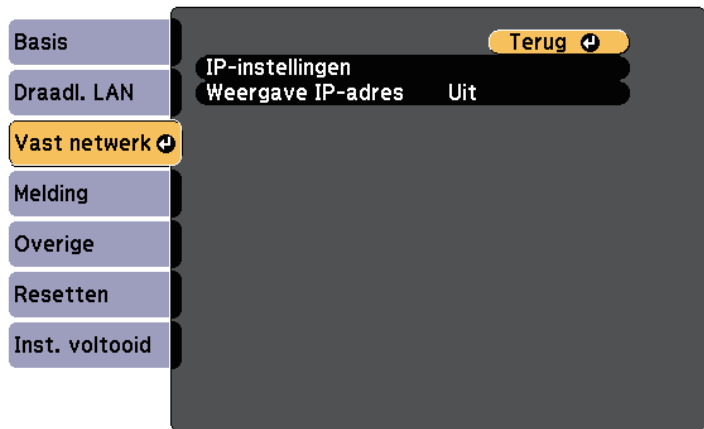 Basis
Draadl. LAN
Vast netwerk
Melding
Overige
Resetten
Inst. voltooid
Terug
IP-instellingen
Weergave IP-adres Uit